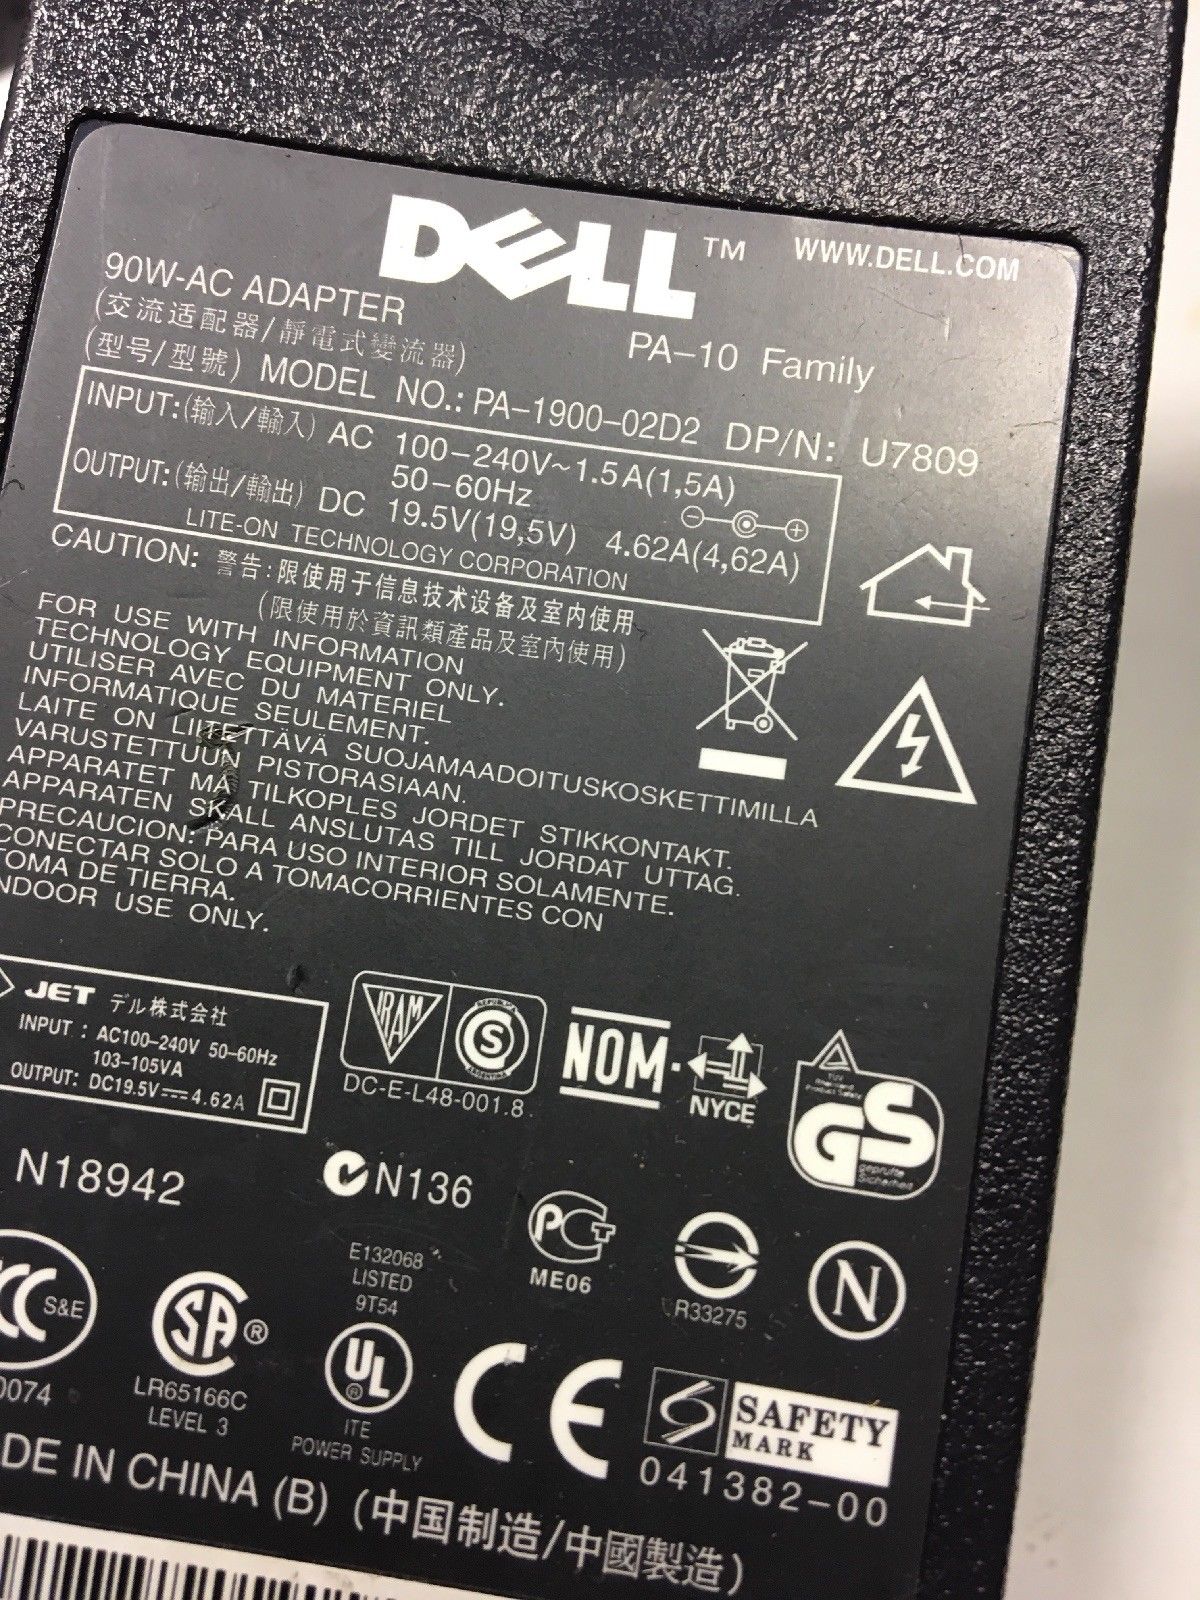 DELL™ WWW.DELL.COM
90W-AC ADAPTER
PA-10 Family
(交流适配器/靜電式變流器)
(型号/型號) MODEL NO.: PA-1900-02D2 DP/N: U7809
INPUT:(输入/輸入) AC 100-240V~1.5A(1,5A)
50-60Hz
OUTPUT:(输出/輸出) DC 19.5V(19,5V) 4.62A(4,62A)
LITE-ON TECHNOLOGY CORPORATION
CAUTION: 警告:限使用于信息技术设备及室内使用
(限使用於資訊類產品及室內使用)
FOR USE WITH INFORMATION
TECHNOLOGY EQUIPMENT ONLY.
UTILISER AVEC DU MATERIEL
INFORMATIQUE SEULEMENT.
LAITE ON LIITETTÄVÄ SUOJAMAADOITUSKOSKETTIMILLA
VARUSTETTUUN PISTORASIAAN.
APPARATET MA TILKOPLES JORDET STIKKONTAKT.
APPARATEN SKALL ANSLUTAS TILL JORDAT UTTAG.
PRECAUCION: PARA USO INTERIOR SOLAMENTE.
CONECTAR SOLO A TOMACORRIENTES CON
TOMA DE TIERRA.
NDOOR USE ONLY.
JET デル株式会社
INPUT : AC100-240V 50-60Hz
103-105VA
OUTPUT: DC19.5V⎓4.62A
IRAM
REPUBLICA
S
ARGENTINA
DC-E-L48-001.8
NOM-
NYCE
GS
geprüfte
Sicherheit
N18942
N136
PCT
ME06
R33275
N
CCC S&E
0074
SA®
LR65166C
LEVEL 3
E132068
LISTED
9T54
UL®
ITE
POWER SUPPLY
CE
SAFETY
MARK
041382-00
DE IN CHINA (B) (中国制造/中國製造)